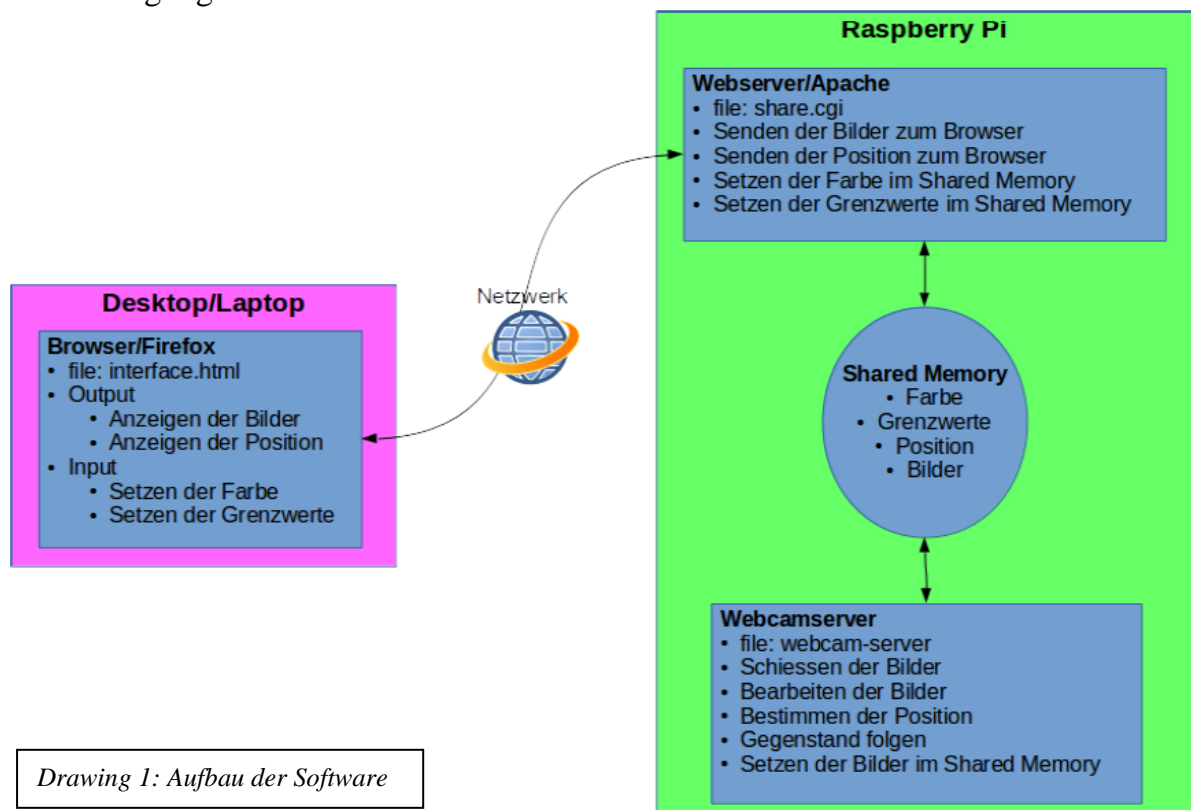 Raspberry Pi
Webserver/Apache
• file: share.cgi
• Senden der Bilder zum Browser
• Senden der Position zum Browser
• Setzen der Farbe im Shared Memory
• Setzen der Grenzwerte im Shared Memory
Netzwerk
Desktop/Laptop
Browser/Firefox
• file: interface.html
• Output
• Anzeigen der Bilder
• Anzeigen der Position
• Input
• Setzen der Farbe
• Setzen der Grenzwerte
Shared Memory
• Farbe
• Grenzwerte
• Position
• Bilder
Webcamserver
• file: webcam-server
• Schiessen der Bilder
• Bearbeiten der Bilder
• Bestimmen der Position
• Gegenstand folgen
• Setzen der Bilder im Shared Memory
Drawing 1: Aufbau der Software